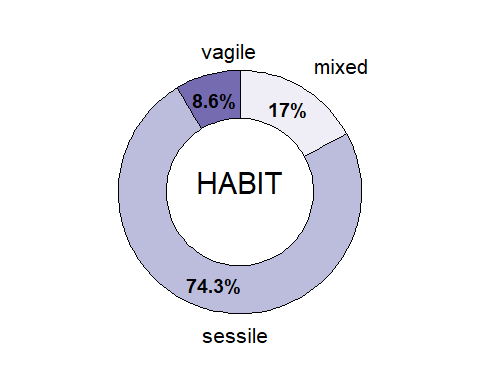 vagile
mixed
8.6%
17%
HABIT
74.3%
sessile